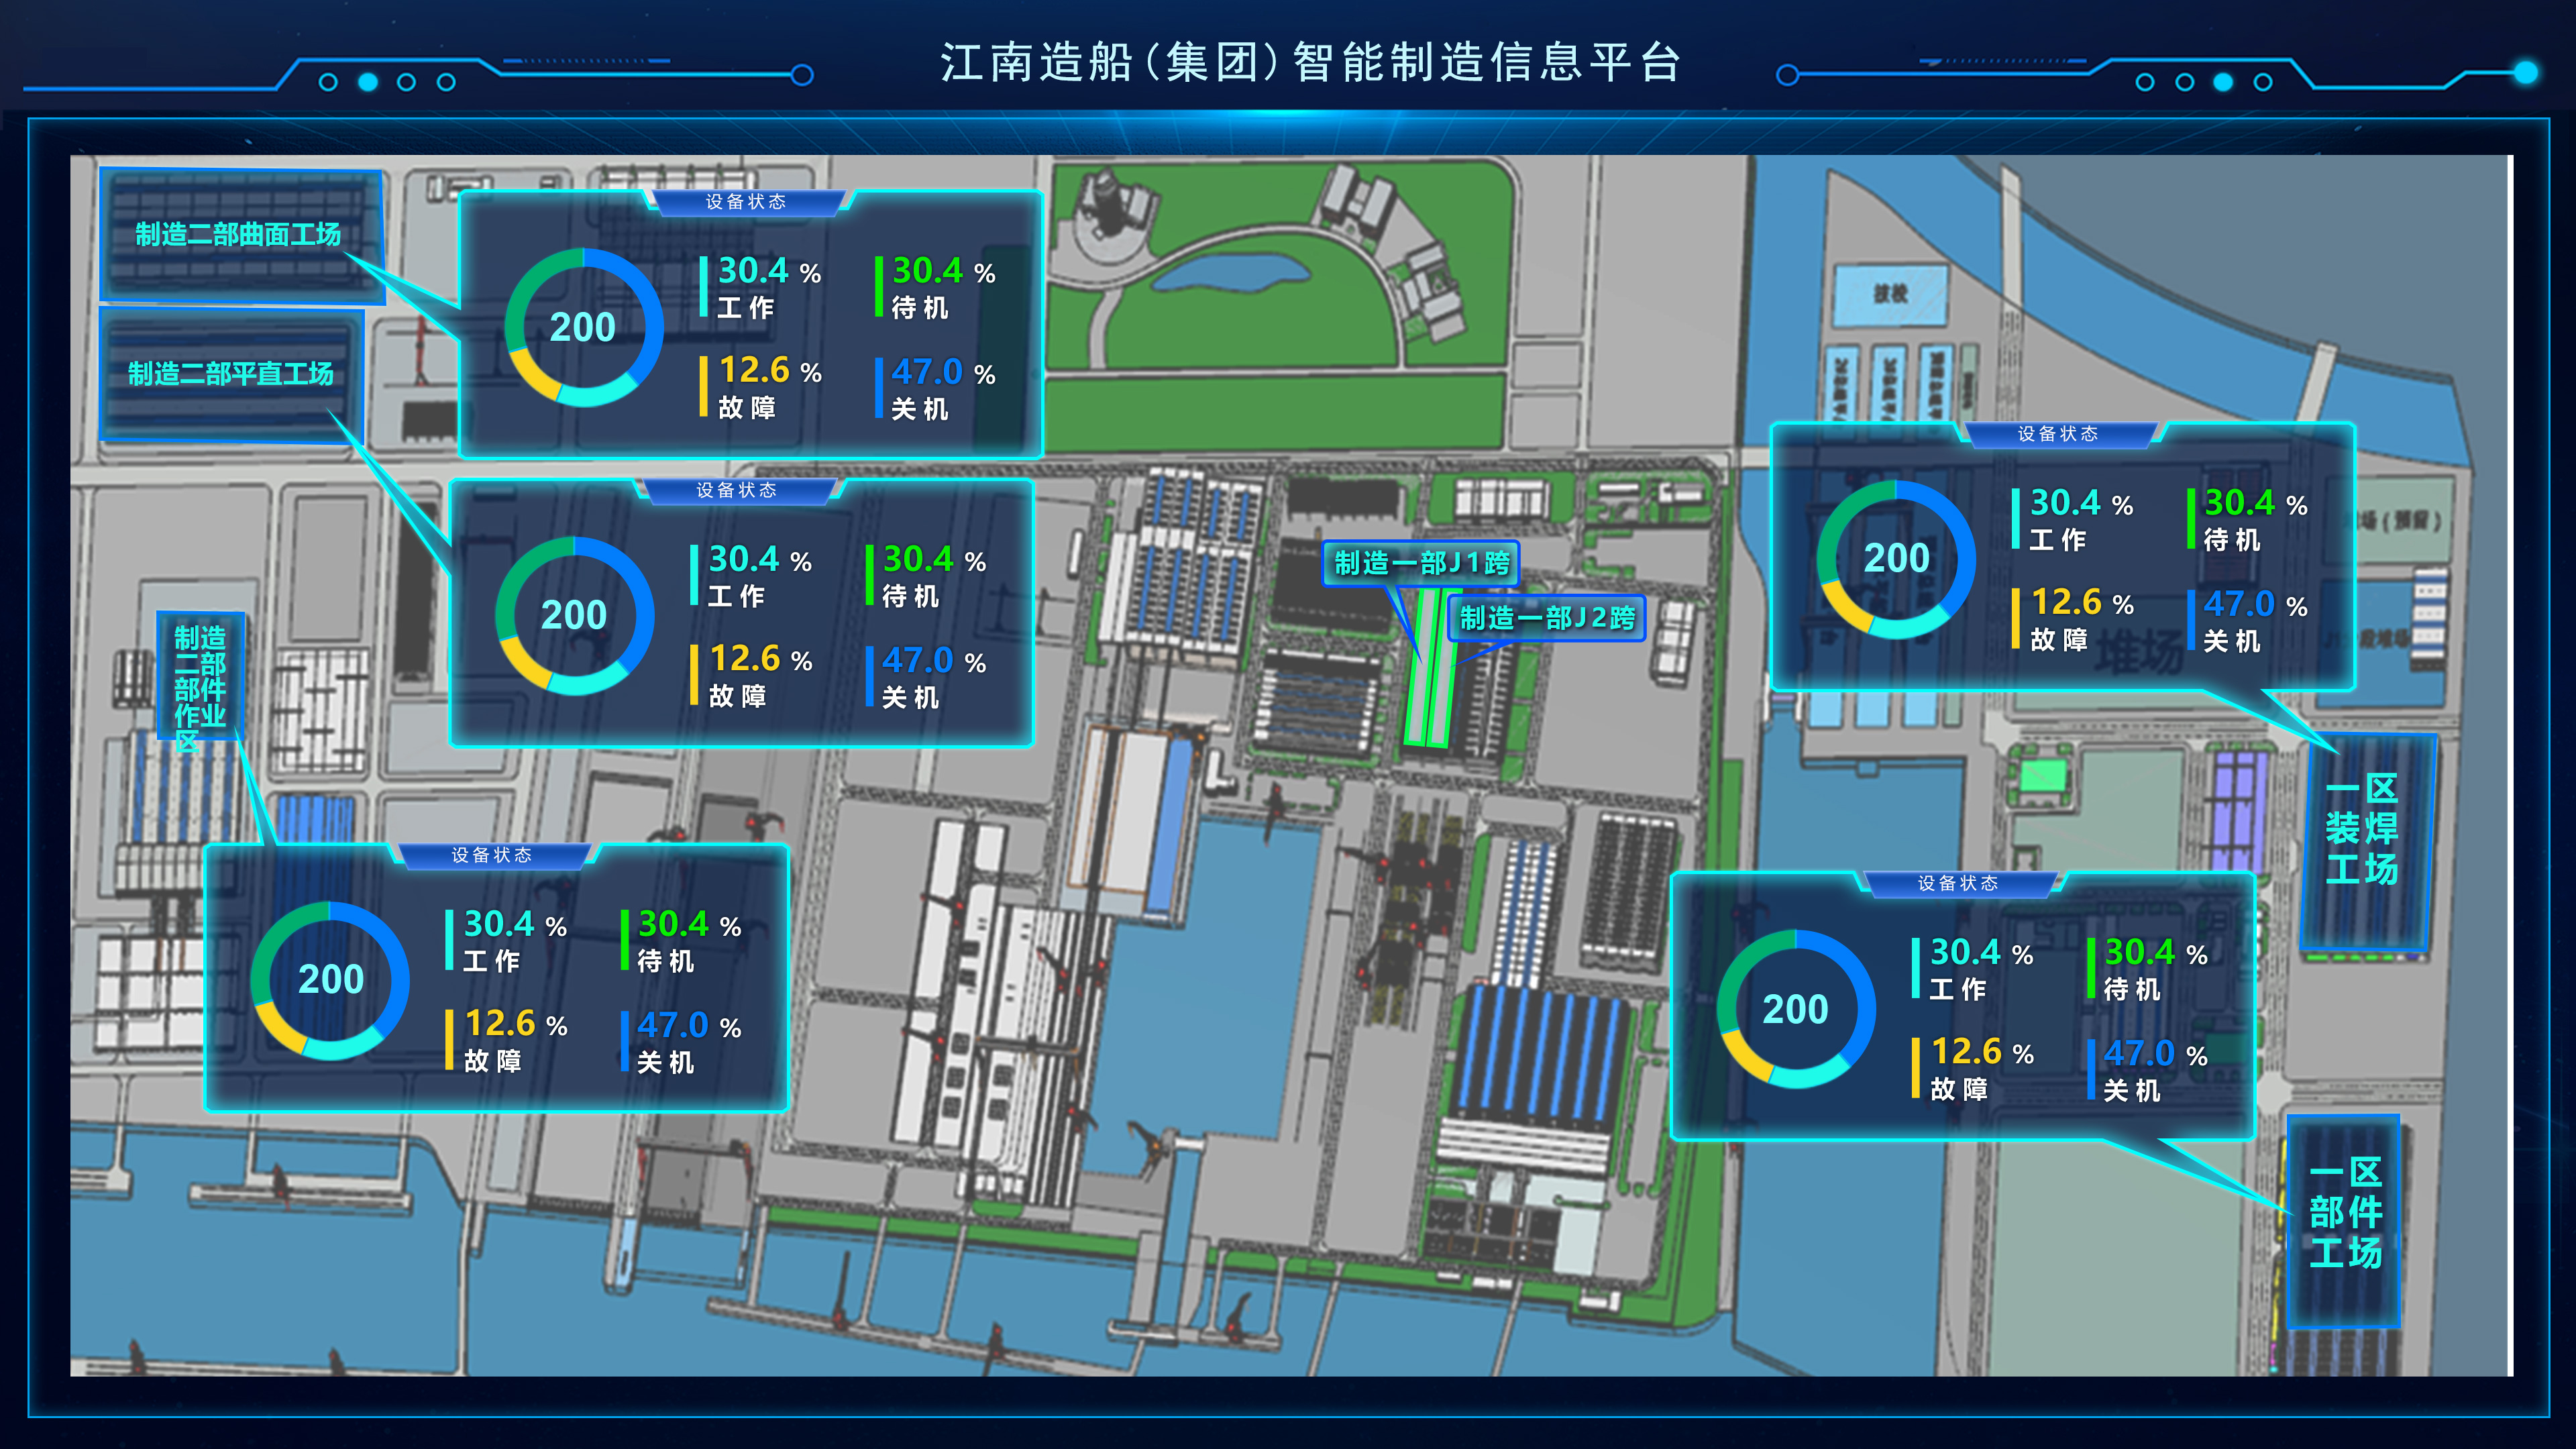 江南造船(集团)智能制造信息平台
制造二部曲面工场
设备状态
200
30.4 %
工作
30.4 %
待机
12.6 %
故障
47.0 %
关机
制造二部平直工场
设备状态
200
30.4 %
工作
30.4 %
待机
12.6 %
故障
47.0 %
关机
制造一部J1跨
制造一部J2跨
设备状态
200
30.4 %
工作
30.4 %
待机
12.6 %
故障
47.0 %
关机
堆场
场(预留)
段堆场
制造
二部
部件
作业
区
设备状态
200
30.4 %
工作
30.4 %
待机
12.6 %
故障
47.0 %
关机
一区
装焊
工场
设备状态
200
30.4 %
工作
30.4 %
待机
12.6 %
故障
47.0 %
关机
一区
部件
工场